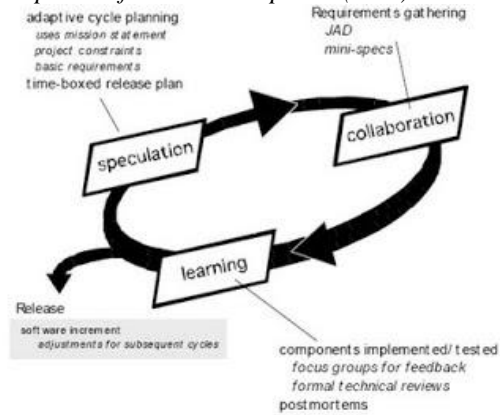 adaptive cycle planning
uses mission statement
project constraints
basic requirements
time-boxed release plan
Requirements gathering
JAD
mini-specs
speculation
collaboration
learning
Release
software increment
adjustments for subsequent cycles
components implemented/tested
focus groups for feedback
formal technical reviews
postmortems